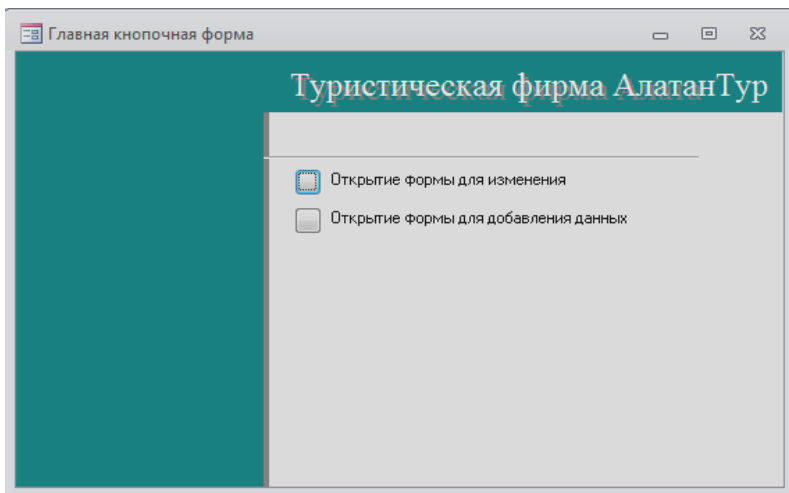 Главная кнопочная форма
Туристическая фирма АлатанТур
Открытие формы для изменения
Открытие формы для добавления данных